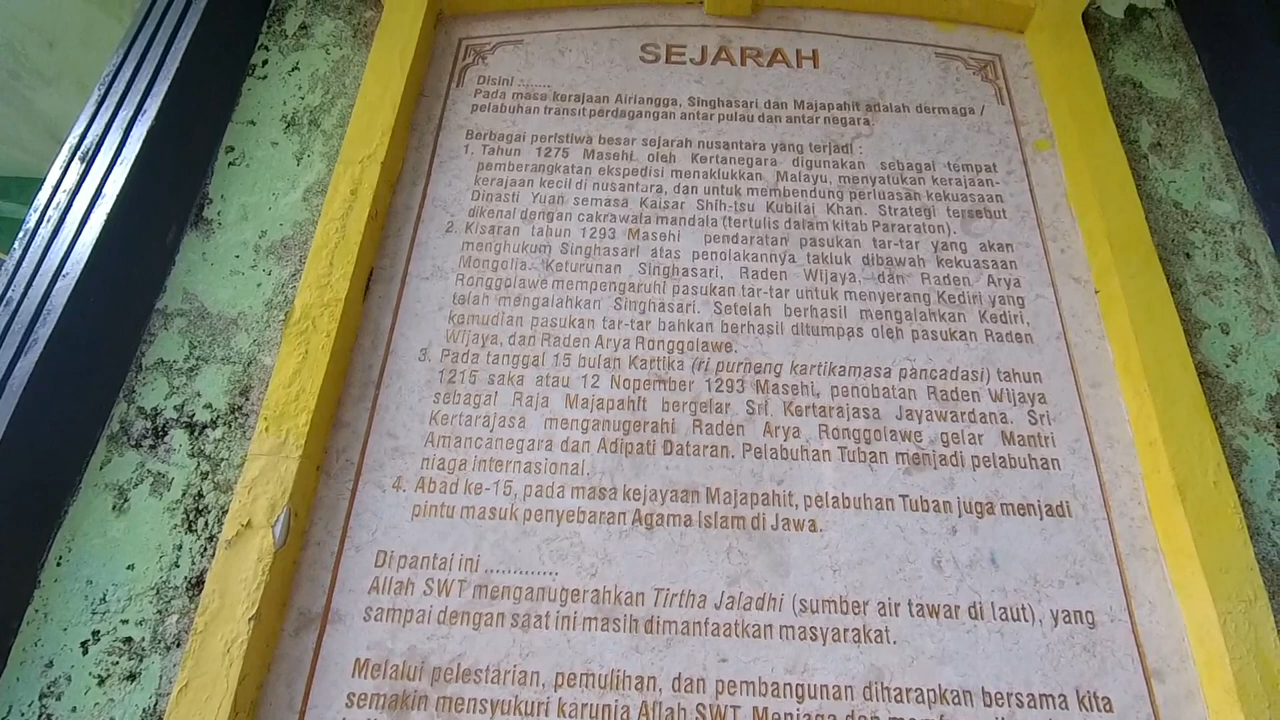 SEJARAH
Disini ........
Pada masa kerajaan Airlangga, Singhasari dan Majapahit adalah dermaga /
pelabuhan transit perdagangan antar pulau dan antar negara.
Berbagai peristiwa besar sejarah nusantara yang terjadi :
1. Tahun 1275 Masehi oleh Kertanegara digunakan sebagai tempat
pemberangkatan ekspedisi menaklukkan Malayu, menyatukan kerajaan-
kerajaan kecil di nusantara, dan untuk membendung perluasan kekuasaan
Dinasti Yuan semasa Kaisar Shih-tsu Kubilai Khan. Strategi tersebut
dikenal dengan cakrawala mandala (tertulis dalam kitab Pararaton).
2. Kisaran tahun 1293 Masehi pendaratan pasukan tar-tar yang akan
menghukum Singhasari atas penolakannya takluk dibawah kekuasaan
Mongolia. Keturunan Singhasari, Raden Wijaya, dan Raden Arya
Ronggolawe mempengaruhi pasukan tar-tar untuk menyerang Kediri yang
telah mengalahkan Singhasari. Setelah berhasil mengalahkan Kediri,
kemudian pasukan tar-tar bahkan berhasil ditumpas oleh pasukan Raden
Wijaya, dan Raden Arya Ronggolawe.
3. Pada tanggal 15 bulan Kartika (ri purneng kartikamasa pancadasi) tahun
1215 saka atau 12 Nopember 1293 Masehi, penobatan Raden Wijaya
sebagai Raja Majapahit bergelar Sri Kertarajasa Jayawardana. Sri
Kertarajasa menganugerahi Raden Arya Ronggolawe gelar Mantri
Amancanegara dan Adipati Dataran. Pelabuhan Tuban menjadi pelabuhan
niaga internasional.
4. Abad ke-15, pada masa kejayaan Majapahit, pelabuhan Tuban juga menjadi
pintu masuk penyebaran Agama Islam di Jawa.
Di pantai ini .............
Allah SWT menganugerahkan Tirtha Jaladhi (sumber air tawar di laut), yang
sampai dengan saat ini masih dimanfaatkan masyarakat.
Melalui pelestarian, pemulihan, dan pembangunan diharapkan bersama kita
semakin mensyukuri karunia Allah SWT. Menjaga dan